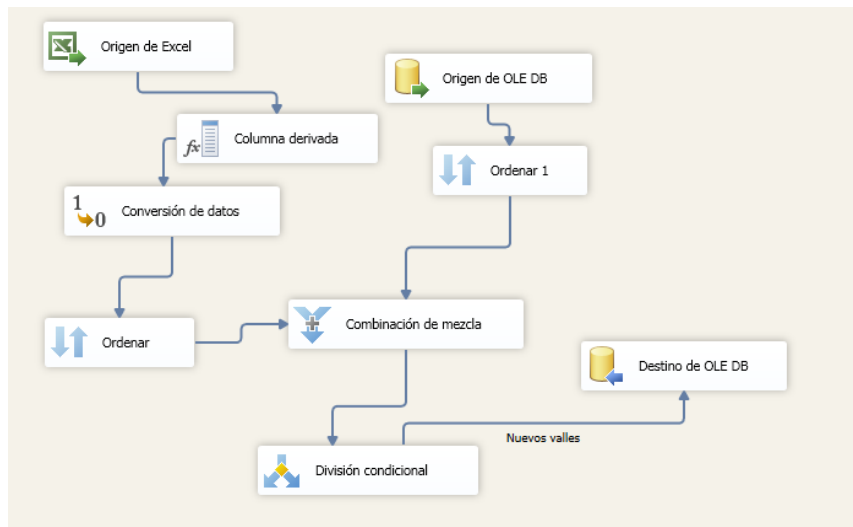 Origen de Excel
Origen de OLE DB
Columna derivada
Ordenar 1
Conversión de datos
Ordenar
Combinación de mezcla
Destino de OLE DB
Nuevos valles
División condicional